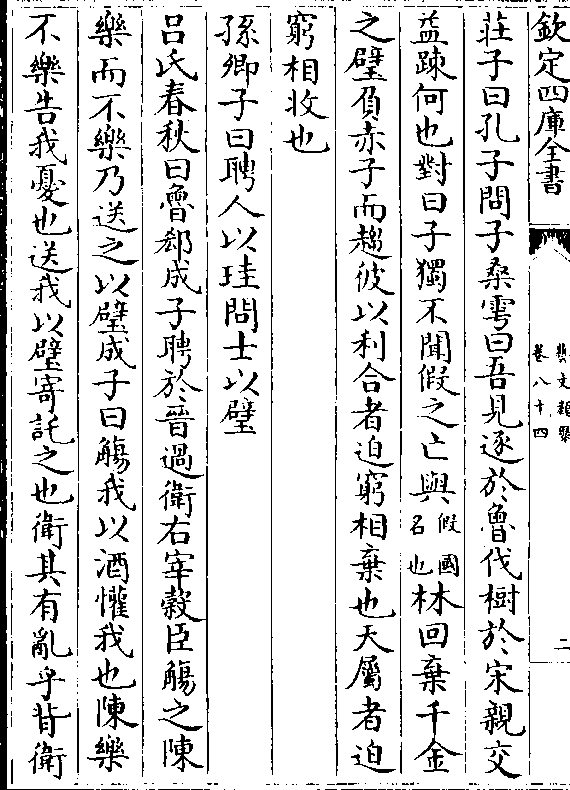 欽定四庫全書
藝文類聚
卷八十四
二
莊子曰孔子問子桑雽曰吾見逐於魯伐樹於宋親交
益踈何也對曰子獨不聞假之亡與假國名也林回棄千金
之璧負赤子而趨彼以利合者迫窮相棄也天屬者迫
窮相收也
孫卿子曰聘人以珪問士以璧
吕氏春秋曰魯郄成子聘於晉過衛右宰穀臣觴之陳
樂而不樂乃送之以璧成子曰觴我以酒懽我也陳樂
不樂告我憂也送我以璧寄託之也衛其有亂乎背衛